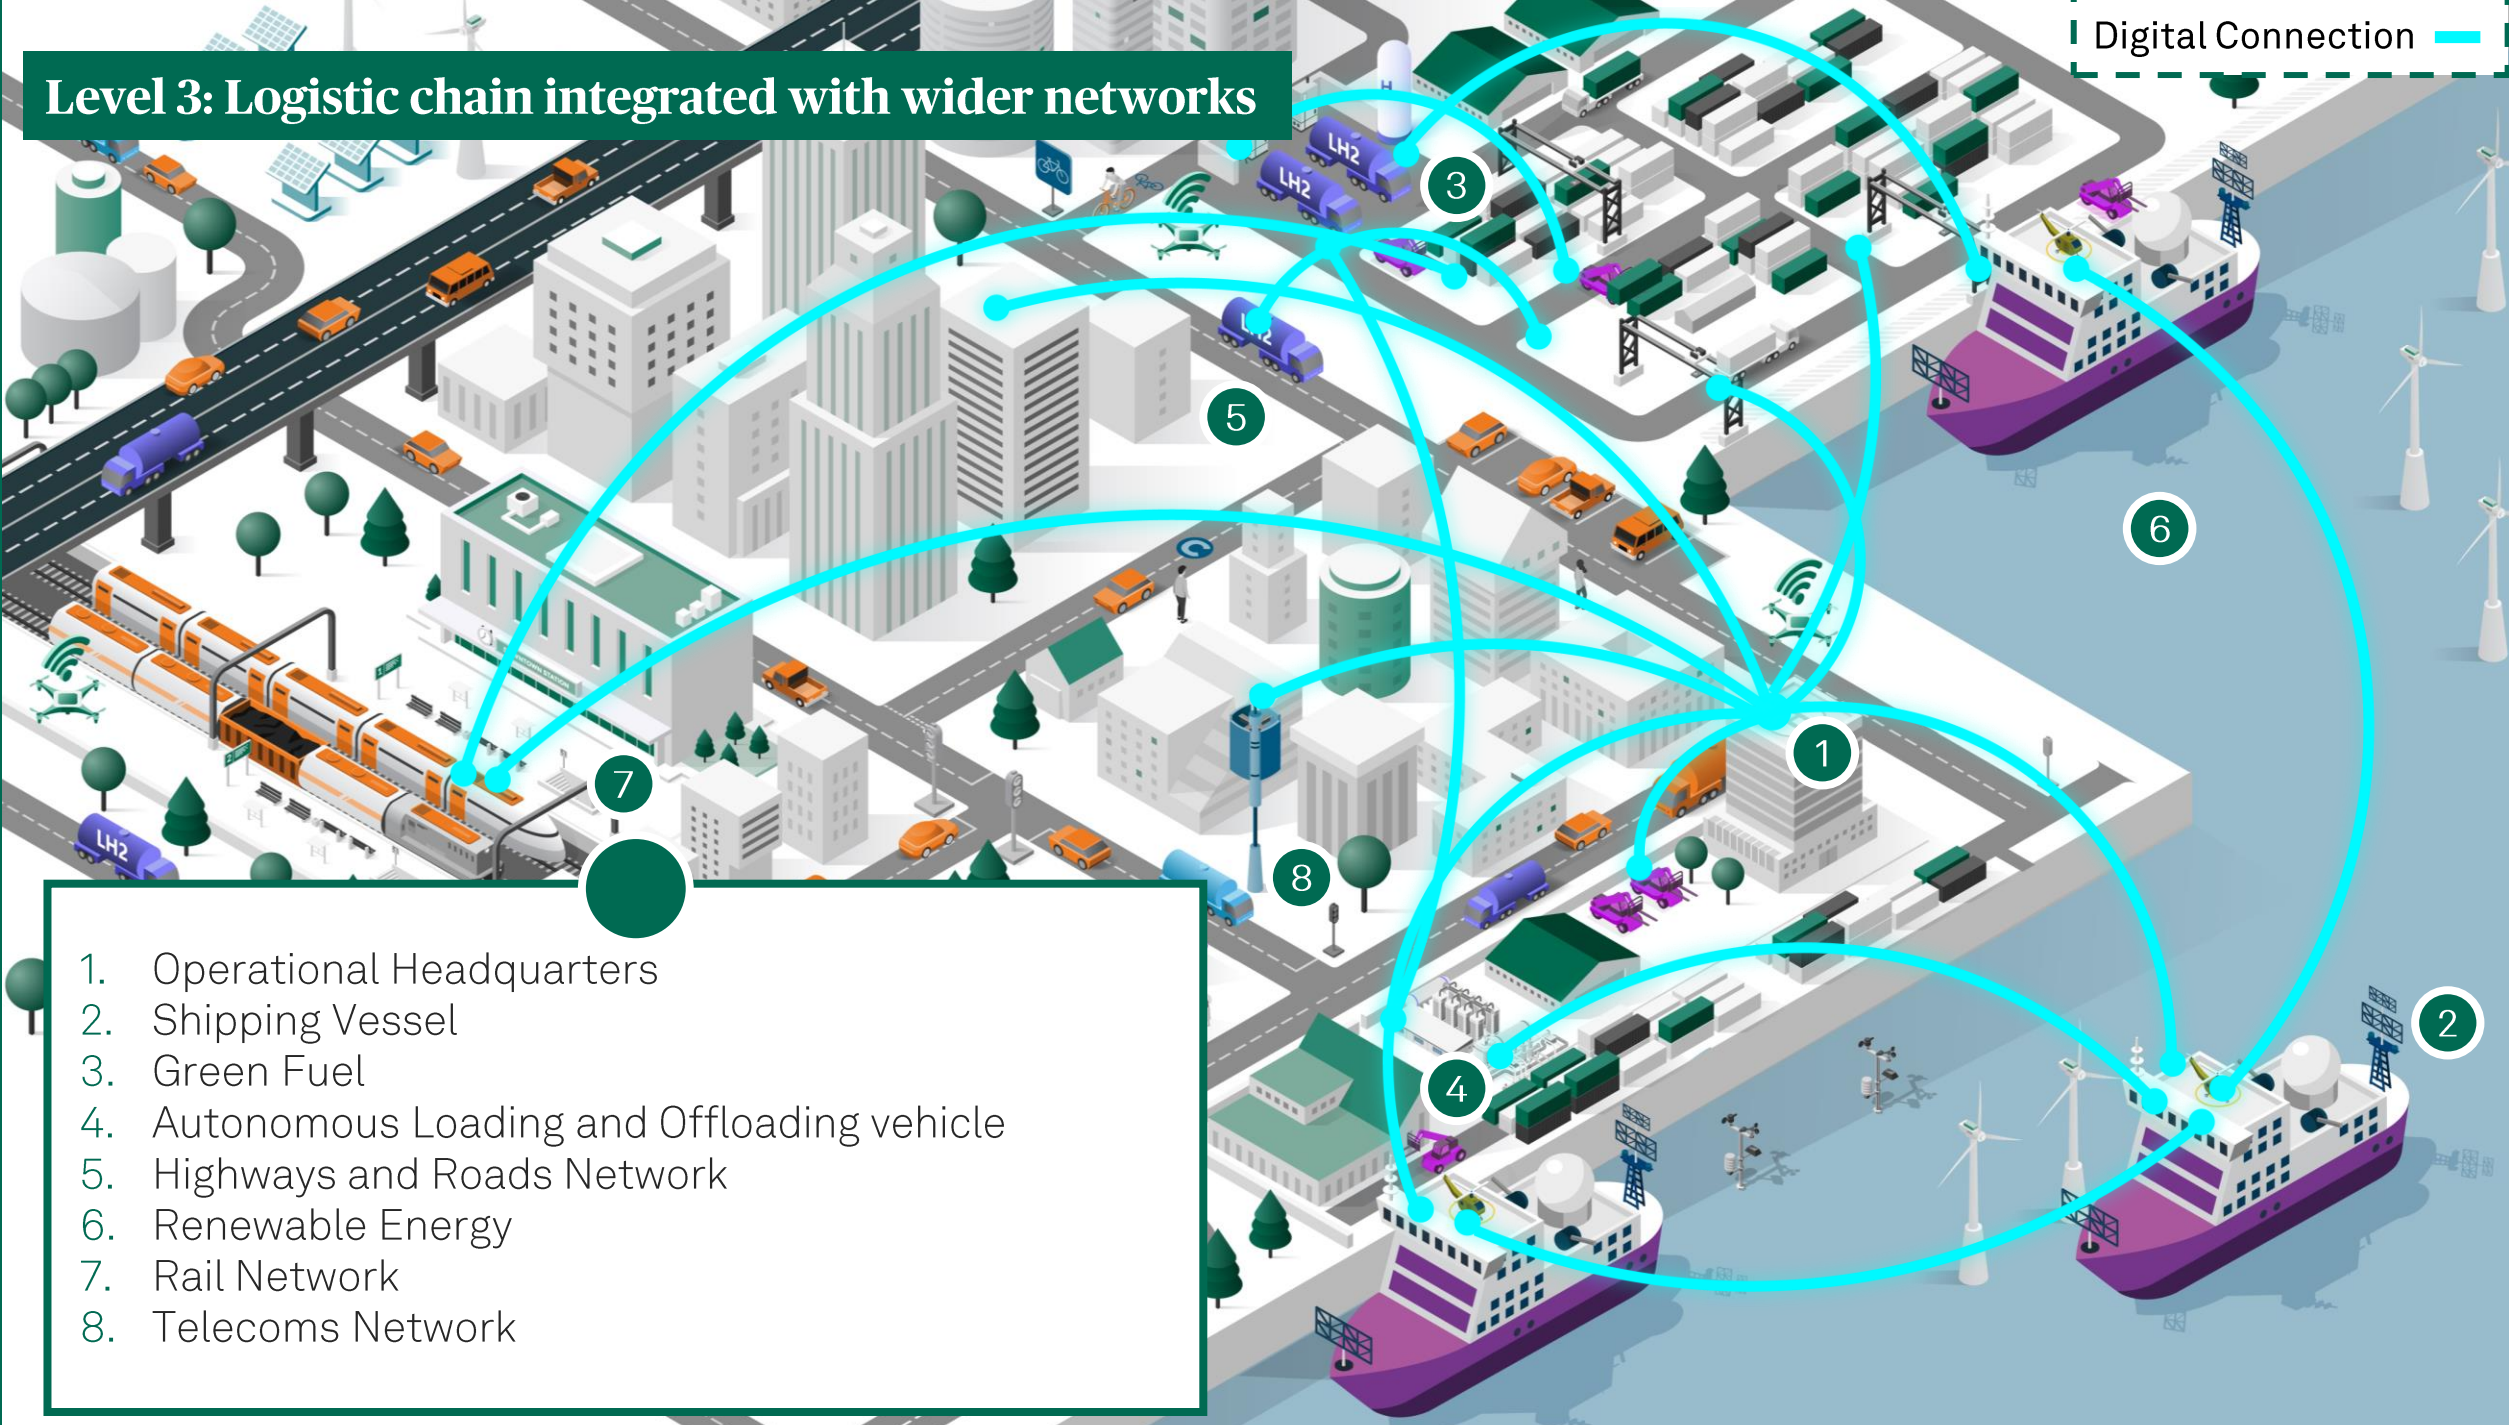 Digital Connection
Level 3: Logistic chain integrated with wider networks
H
LH2
LH2
3
LH2
5
6
7
1
8
LH2
2
4
1. Operational Headquarters
2. Shipping Vessel
3. Green Fuel
4. Autonomous Loading and Offloading vehicle
5. Highways and Roads Network
6. Renewable Energy
7. Rail Network
8. Telecoms Network